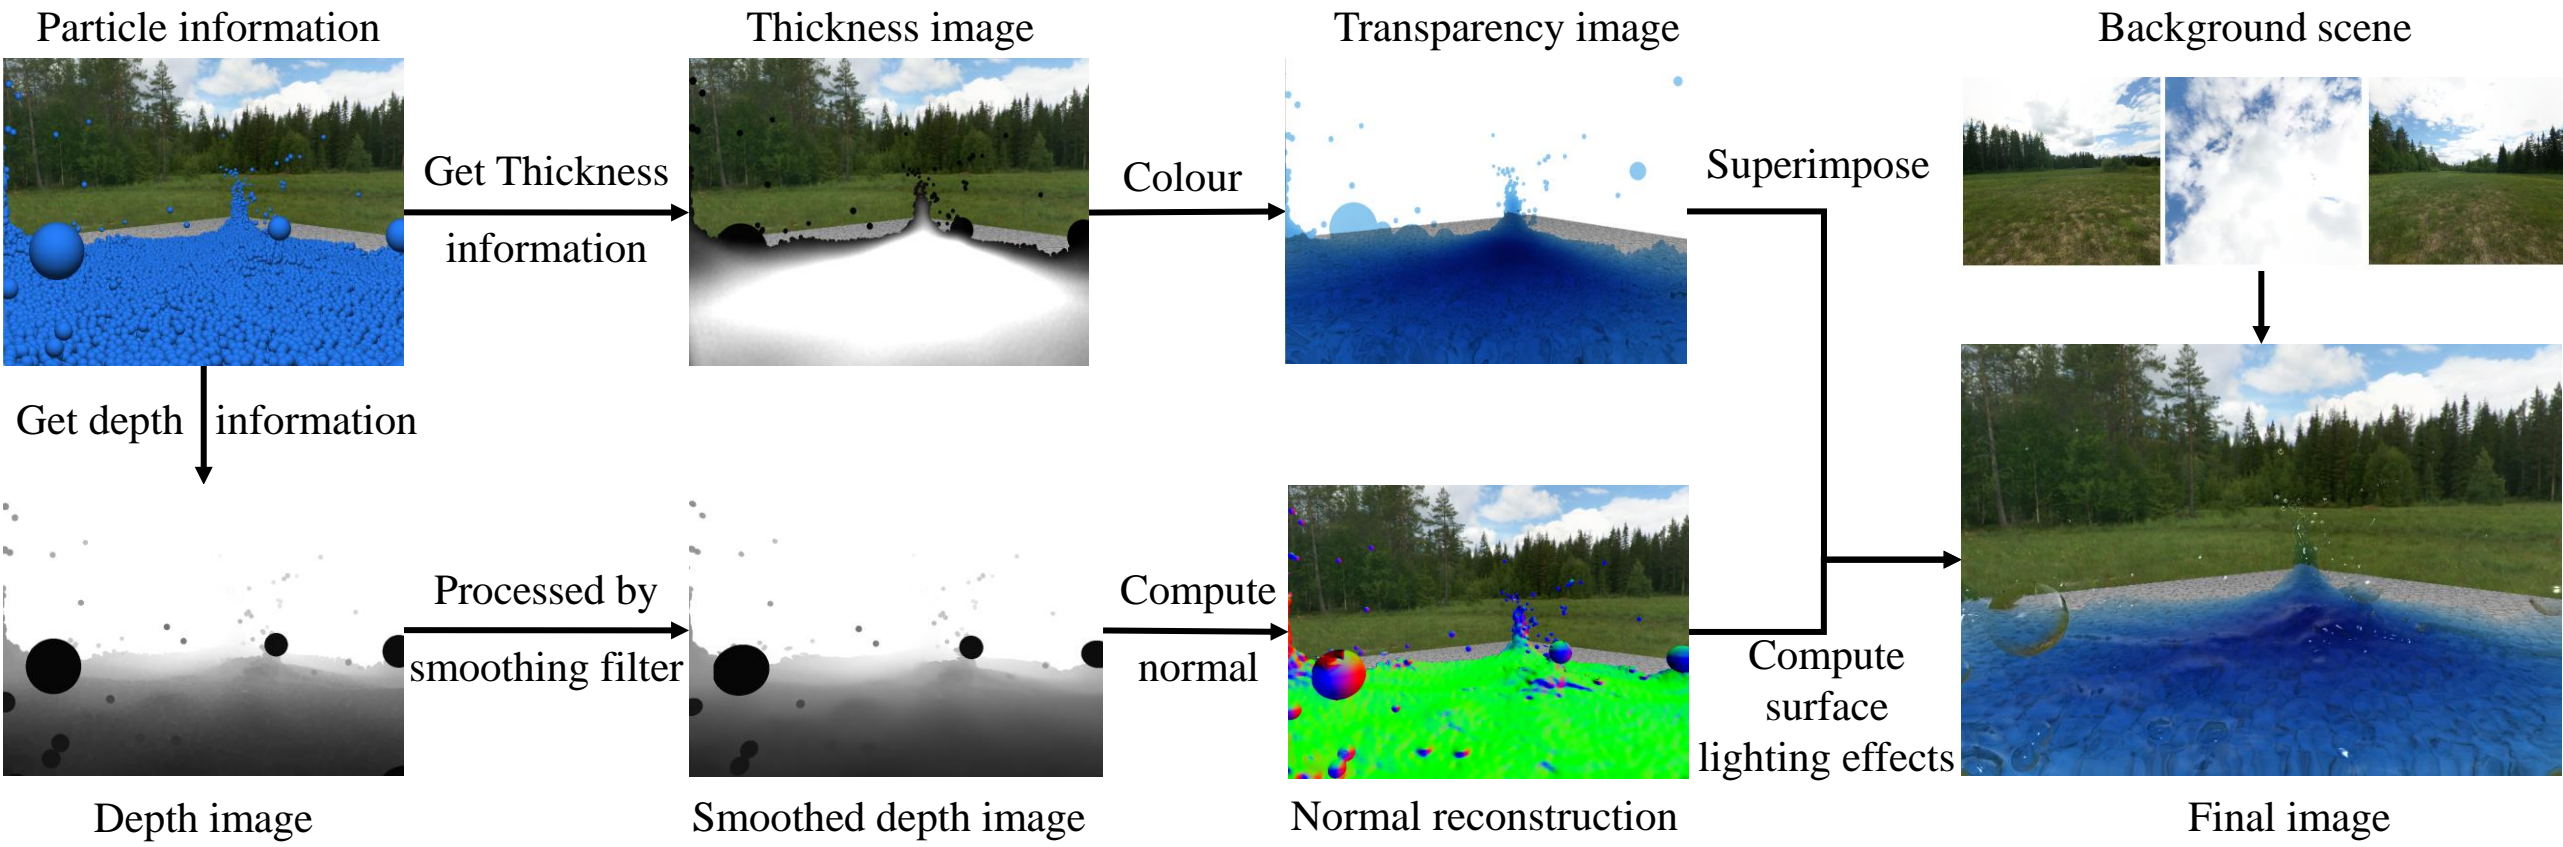 Particle information
Thickness image
Transparency image
Background scene
Get Thickness
information
Colour
Superimpose
Get depth information
Processed by
smoothing filter
Compute
normal
Compute
surface
lighting effects
Depth image
Smoothed depth image
Normal reconstruction
Final image